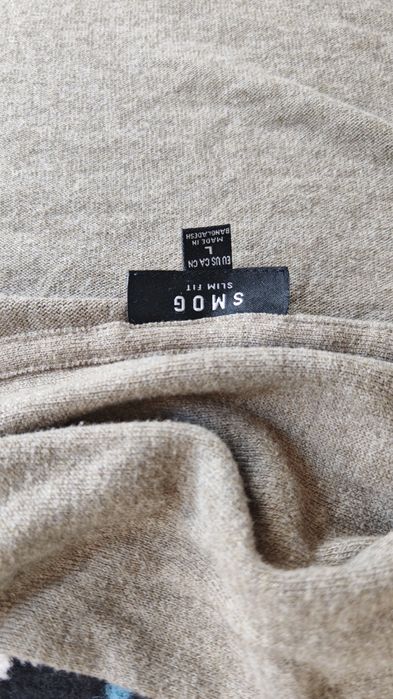 SMOG
SLIM FIT
EU US CA CN
L
MADE IN
BANGLADESH